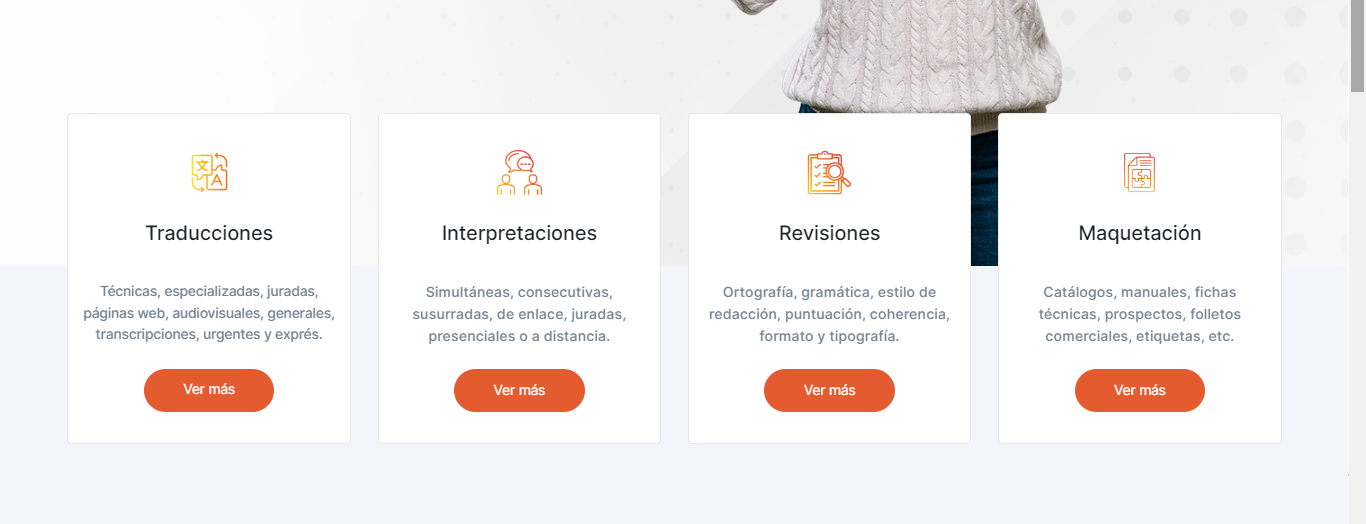 Traducciones
Técnicas, especializadas, juradas,
páginas web, audiovisuales, generales,
transcripciones, urgentes y exprés.
Ver más
Interpretaciones
Simultáneas, consecutivas,
susurradas, de enlace, juradas,
presenciales o a distancia.
Ver más
Revisiones
Ortografía, gramática, estilo de
redacción, puntuación, coherencia,
formato y tipografía.
Ver más
Maquetación
Catálogos, manuales, fichas
técnicas, prospectos, folletos
comerciales, etiquetas, etc.
Ver más